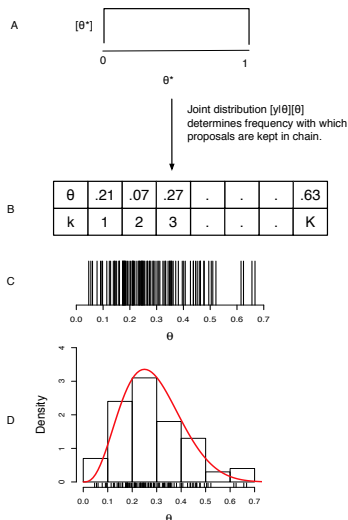 A
[θ*]
0 1
θ*
Joint distribution [y|θ][θ]
determines frequency with which
proposals are kept in chain.
B
θ .21 .07 .27 . . . .63
k 1 2 3 . . . K
C
0.0 0.1 0.2 0.3 0.4 0.5 0.6 0.7
θ
D
Density
4
3
2
1
0
0.0 0.1 0.2 0.3 0.4 0.5 0.6 0.7
θ